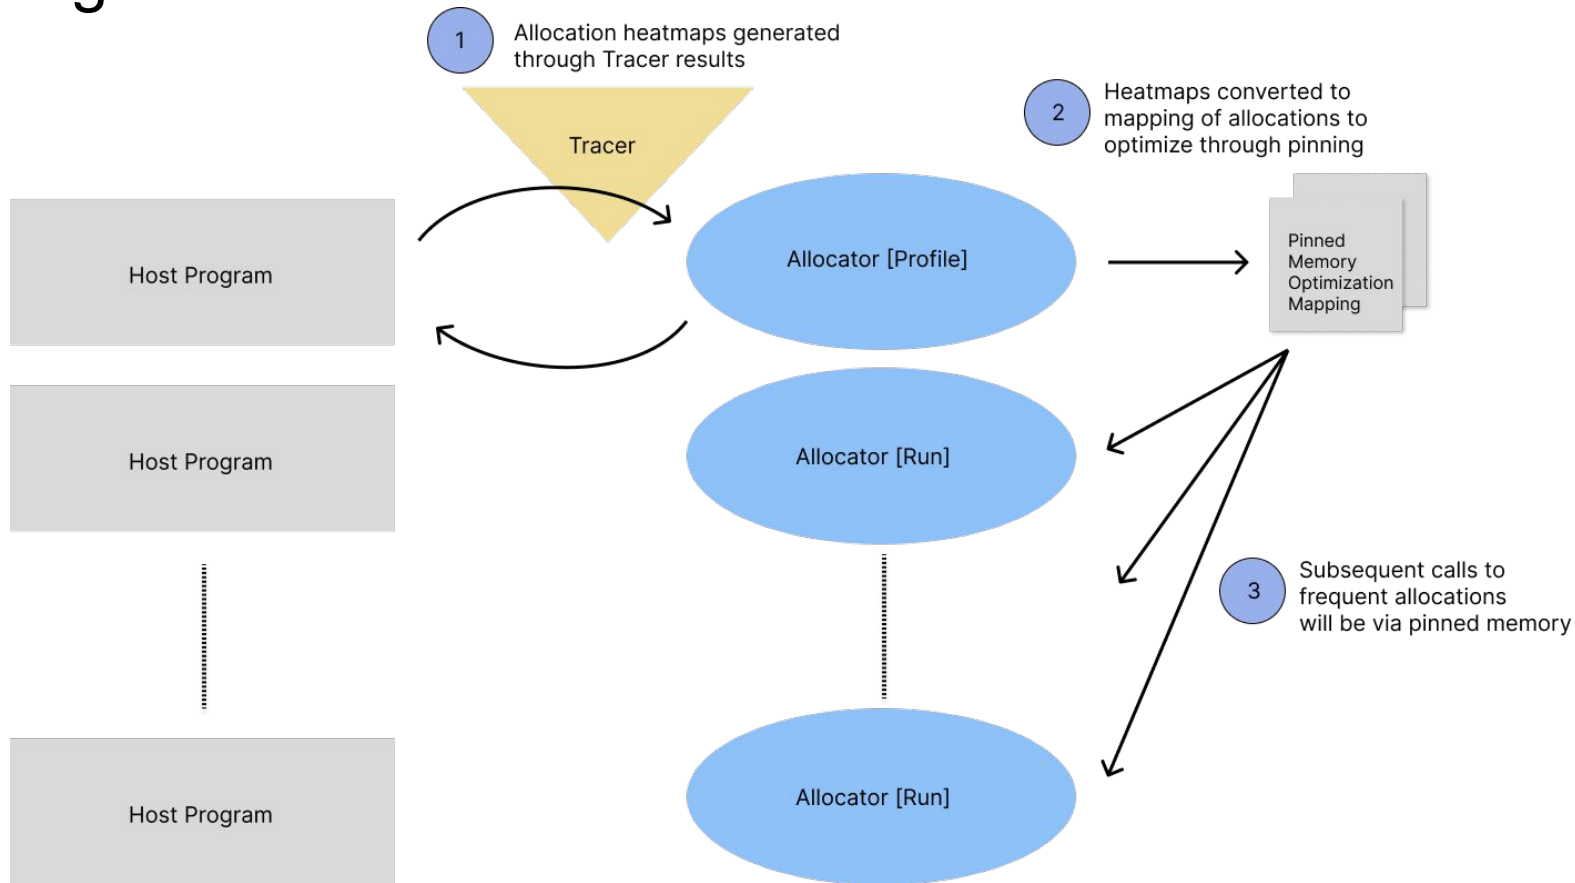 1
Allocation heatmaps generated
through Tracer results
2
Heatmaps converted to
mapping of allocations to
optimize through pinning
Tracer
Host Program
Allocator [Profile]
Pinned
Memory
Optimization
Mapping
Host Program
Allocator [Run]
3
Subsequent calls to
frequent allocations
will be via pinned memory
Host Program
Allocator [Run]